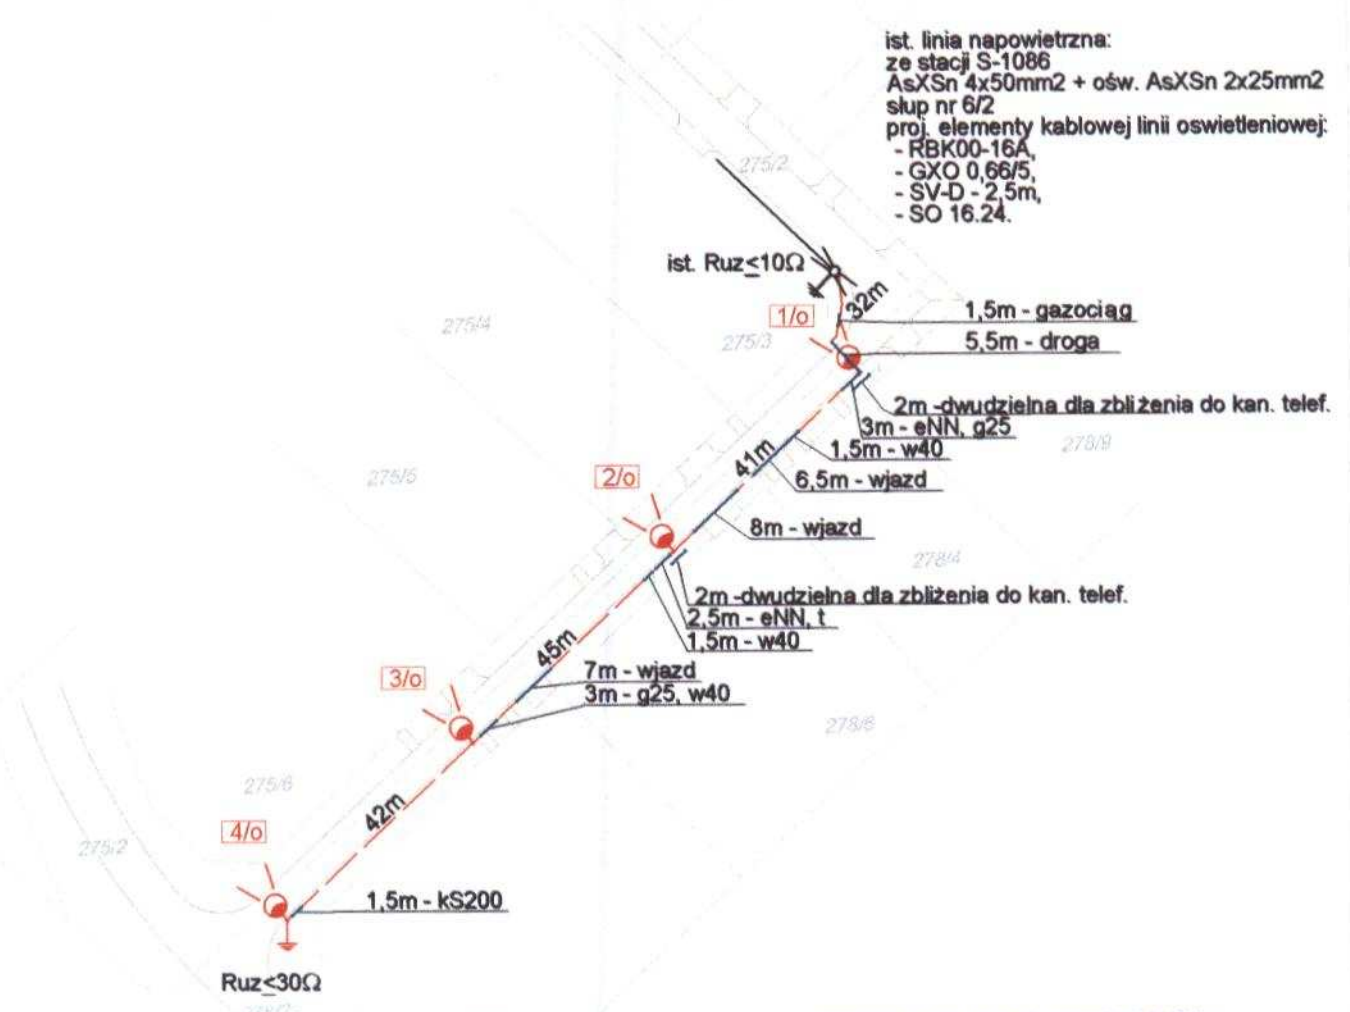 ist. linia napowietrzna:
ze stacji S-1086
AsXSn 4x50mm2 + ośw. AsXSn 2x25mm2
słup nr 6/2
proj. elementy kablowej linii oswietleniowej:
- RBK00-16A,
- GXO 0,66/5,
- SV-D - 2,5m,
- SO 16.24.
275/2
ist. Ruz≤10Ω
32m
1/o
1,5m - gazociąg
275/4
275/3
5,5m - droga
2m -dwudzielna dla zbliżenia do kan. telef.
3m - eNN, g25
278/9
41m
1,5m - w40
2/o
275/5
6,5m - wjazd
8m - wjazd
278/4
2m -dwudzielna dla zbliżenia do kan. telef.
2,5m - eNN, t
1,5m - w40
45m
3/o
7m - wjazd
3m - g25, w40
278/6
275/6
42m
4/o
275/2
1,5m - kS200
Ruz≤30Ω